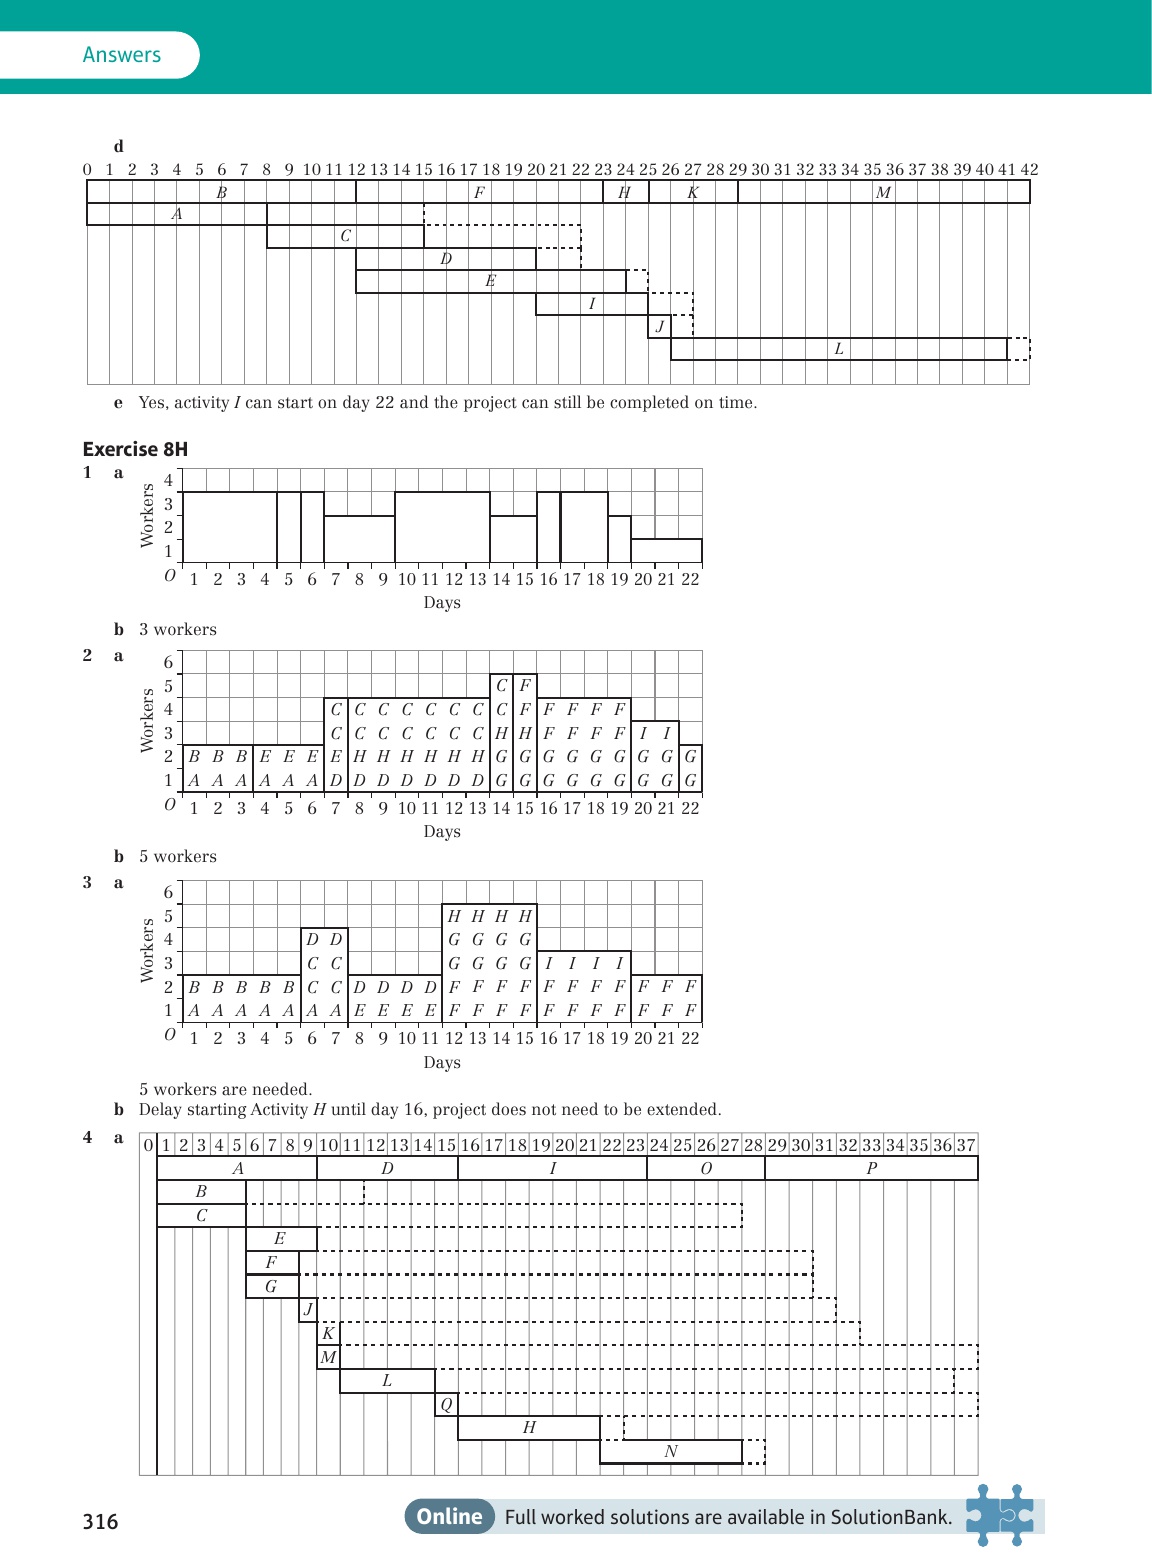 Answers
d
0 1 2 3 4 5 6 7 8 9 10 11 12 13 14 15 16 17 18 19 20 21 22 23 24 25 26 27 28 29 30 31 32 33 34 35 36 37 38 39 40 41 42
B F H K M
A
C
D
E
I
J
L
e Yes, activity I can start on day 22 and the project can still be completed on time.
Exercise 8H
1 a
Workers
4
3
2
1
O 1 2 3 4 5 6 7 8 9 10 11 12 13 14 15 16 17 18 19 20 21 22
Days
b 3 workers
2 a
Workers
6
5 C F
4 C C C C C C C C F F F F F
3 C C C C C C C H H F F F F I I
2 B B B E E E E H H H H H H G G G G G G G G G
1 A A A A A A D D D D D D D G G G G G G G G G
O 1 2 3 4 5 6 7 8 9 10 11 12 13 14 15 16 17 18 19 20 21 22
Days
b 5 workers
3 a
Workers
6
5 H H H H
4 D D G G G G
3 C C G G G G I I I I
2 B B B B B C C D D D D F F F F F F F F F F F
1 A A A A A A A E E E E F F F F F F F F F F F
O 1 2 3 4 5 6 7 8 9 10 11 12 13 14 15 16 17 18 19 20 21 22
Days
5 workers are needed.
b Delay starting Activity H until day 16, project does not need to be extended.
4 a
0 1 2 3 4 5 6 7 8 9 10 11 12 13 14 15 16 17 18 19 20 21 22 23 24 25 26 27 28 29 30 31 32 33 34 35 36 37
A D I O P
B
C
E
F
G
J
K
M
L
Q
H
N
316
Online Full worked solutions are available in SolutionBank.